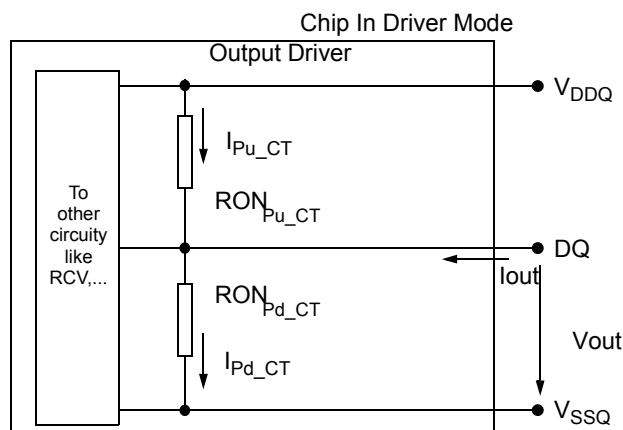 Chip In Driver Mode
Output Driver
VDDQ
IPu_CT
RONPu_CT
To
other
circuity
like
RCV,...
DQ
Iout
RONPd_CT
Vout
IPd_CT
VSSQ